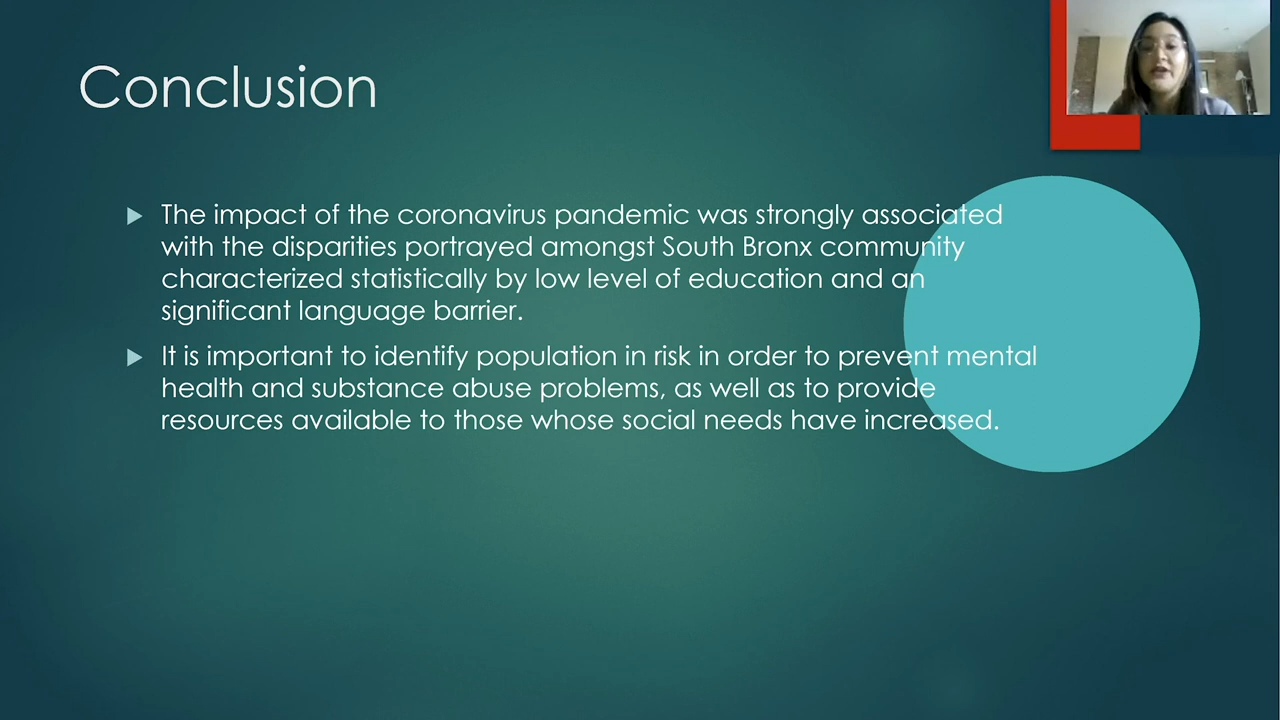 Conclusion
The impact of the coronavirus pandemic was strongly associated
with the disparities portrayed amongst South Bronx community
characterized statistically by low level of education and an
significant language barrier.
It is important to identify population in risk in order to prevent mental
health and substance abuse problems, as well as to provide
resources available to those whose social needs have increased.